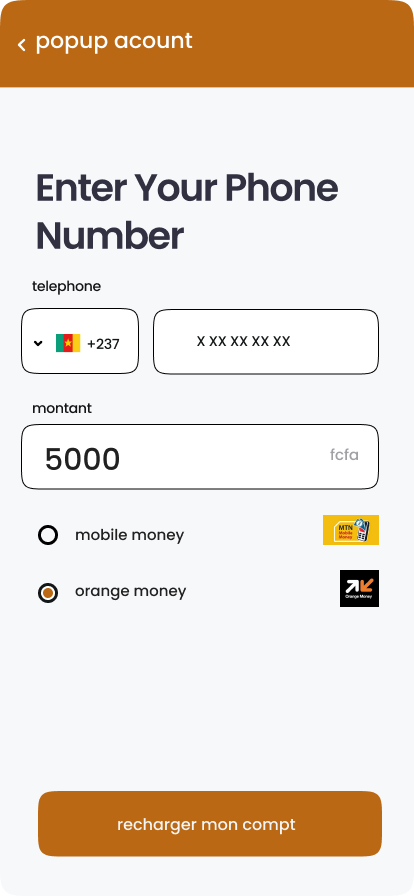 popup acount
Enter Your Phone
Number
telephone
+237
X XX XX XX XX
montant
5000
fcfa
mobile money
MTN
Mobile
Money
orange money
Orange Money
recharger mon compt